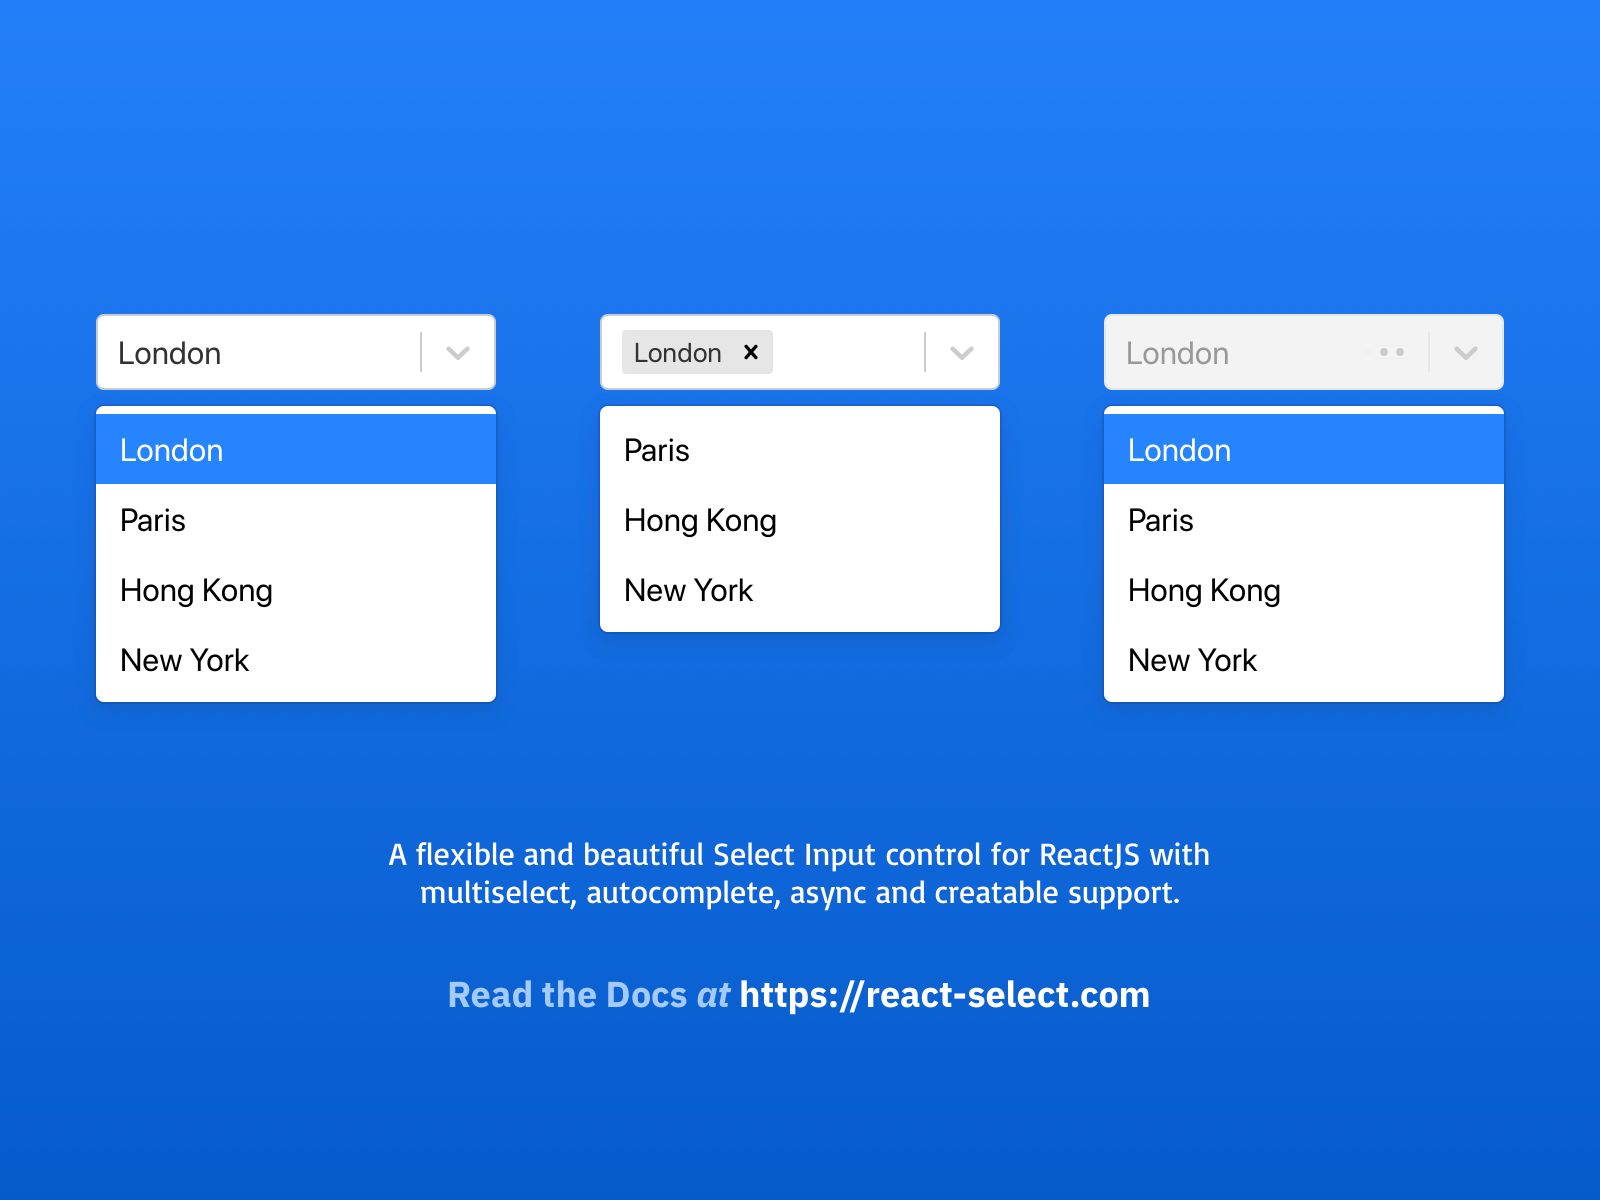 London
London
Paris
Hong Kong
New York
London
Paris
Hong Kong
New York
London
London
Paris
Hong Kong
New York
A flexible and beautiful Select Input control for ReactJS with
multiselect, autocomplete, async and creatable support.
Read the Docs at https://react-select.com